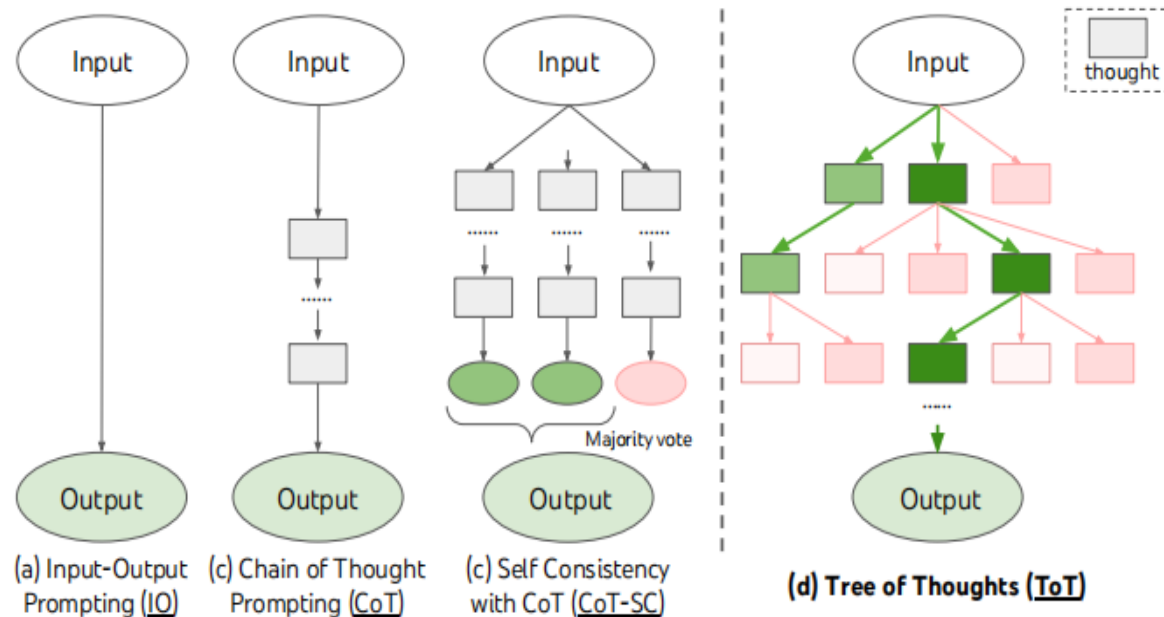 Input
Input
Input
Input
thought
......
......
......
......
......
Majority vote
Output
Output
Output
Output
(a) Input-Output
Prompting (IO)
(c) Chain of Thought
Prompting (CoT)
(c) Self Consistency
with CoT (CoT-SC)
(d) Tree of Thoughts (ToT)